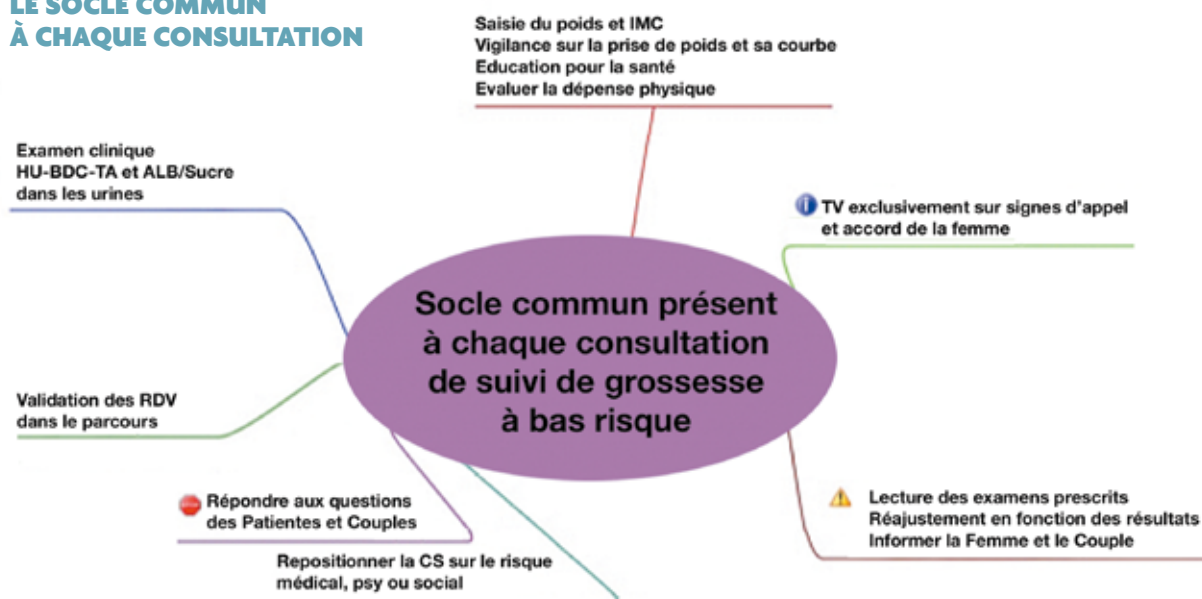 LE SOCLE COMMUN
À CHAQUE CONSULTATION
Saisie du poids et IMC
Vigilance sur la prise de poids et sa courbe
Education pour la santé
Evaluer la dépense physique
Examen clinique
HU-BDC-TA et ALB/Sucre
dans les urines
TV exclusivement sur signes d'appel
et accord de la femme
Socle commun présent
à chaque consultation
de suivi de grossesse
à bas risque
Validation des RDV
dans le parcours
Répondre aux questions
des Patientes et Couples
Lecture des examens prescrits
Réajustement en fonction des résultats
Informer la Femme et le Couple
Repositionner la CS sur le risque
médical, psy ou social